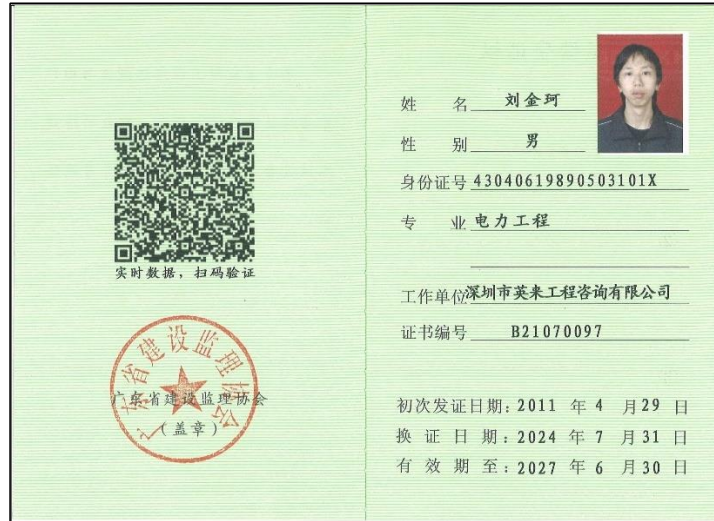 实时数据，扫码验证
广东省建设监理协会
广东省建设监理协会
（盖章）
姓 名 刘金珂
性 别 男
身份证号 43040619890503101X
专 业 电力工程
工作单位 深圳市英来工程咨询有限公司
证书编号 B21070097
初次发证日期：2011 年 4 月 29 日
换 证 日 期：2024 年 7 月 31 日
有 效 期 至：2027 年 6 月 30 日